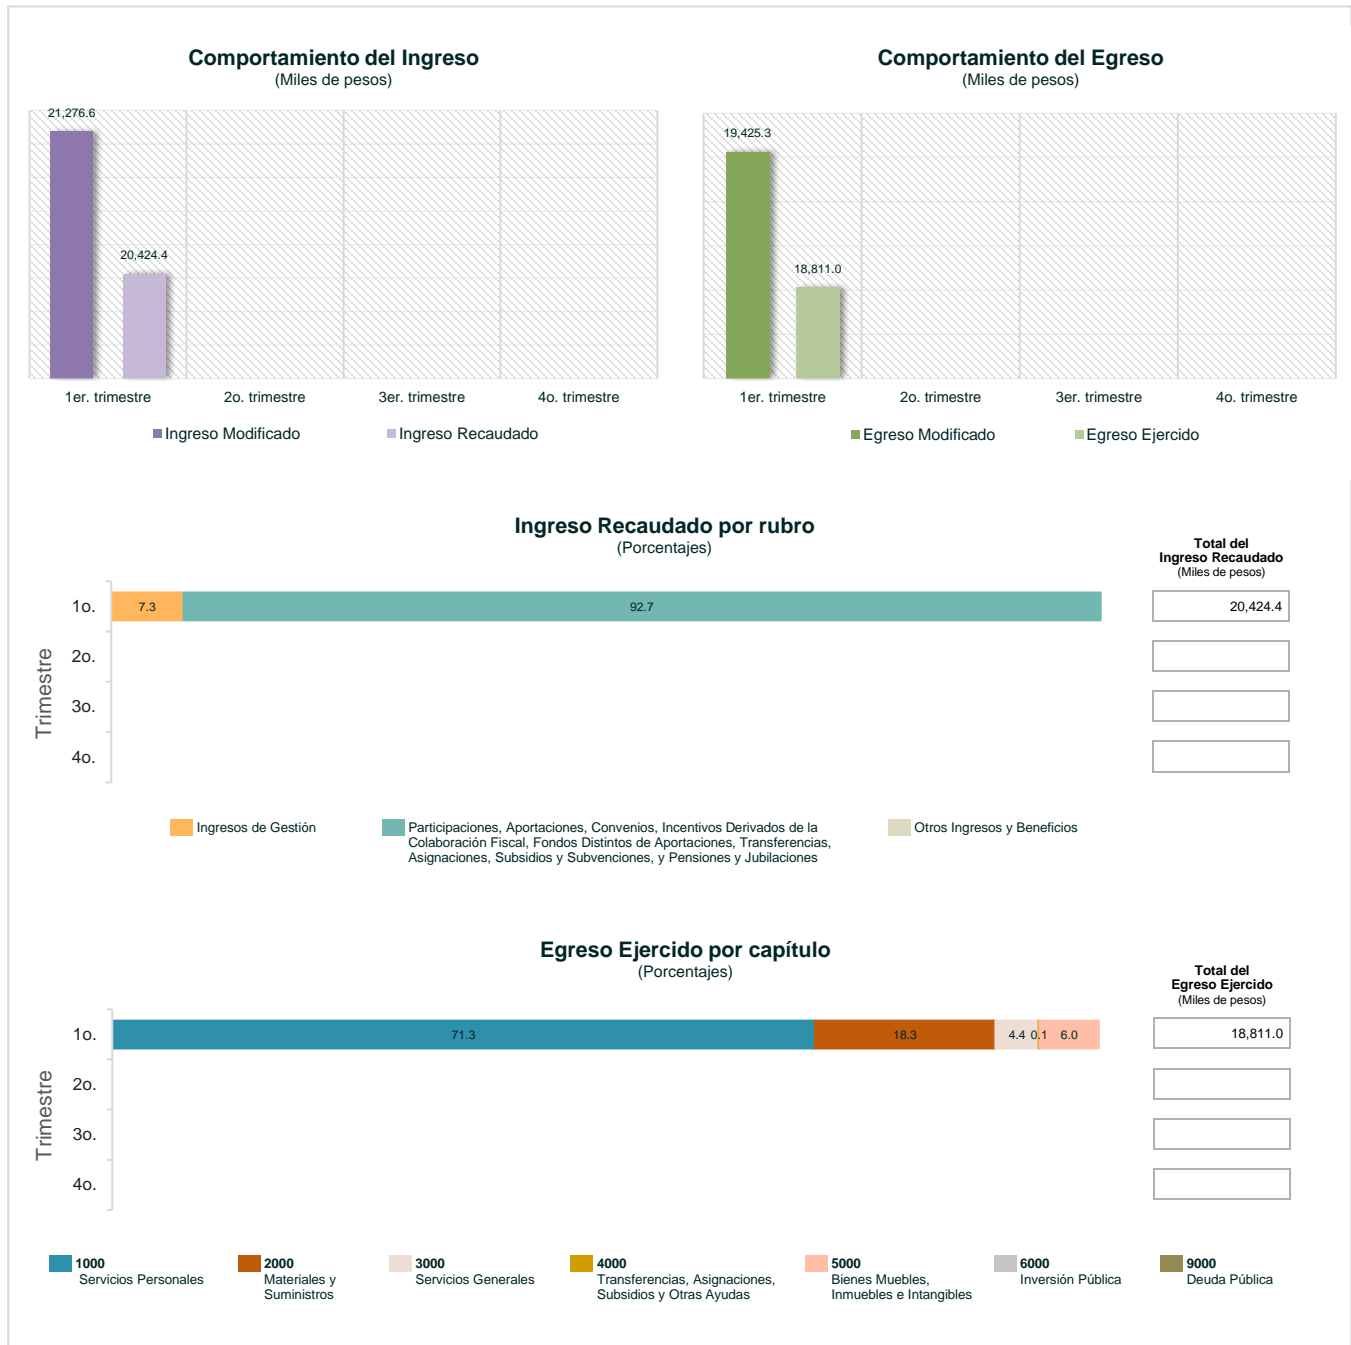 Comportamiento del Ingreso
(Miles de pesos)
21,276.6
20,424.4
1er. trimestre
2o. trimestre
3er. trimestre
4o. trimestre
Ingreso Modificado
Ingreso Recaudado
Comportamiento del Egreso
(Miles de pesos)
19,425.3
18,811.0
1er. trimestre
2o. trimestre
3er. trimestre
4o. trimestre
Egreso Modificado
Egreso Ejercido
Ingreso Recaudado por rubro
(Porcentajes)
Total del
Ingreso Recaudado
(Miles de pesos)
Trimestre
1o.
7.3
92.7
20,424.4
2o.
3o.
4o.
Ingresos de Gestión
Participaciones, Aportaciones, Convenios, Incentivos Derivados de la
Colaboración Fiscal, Fondos Distintos de Aportaciones, Transferencias,
Asignaciones, Subsidios y Subvenciones, y Pensiones y Jubilaciones
Otros Ingresos y Beneficios
Egreso Ejercido por capítulo
(Porcentajes)
Total del
Egreso Ejercido
(Miles de pesos)
Trimestre
1o.
71.3
18.3
4.4
0.1
6.0
18,811.0
2o.
3o.
4o.
1000
Servicios Personales
2000
Materiales y
Suministros
3000
Servicios Generales
4000
Transferencias, Asignaciones,
Subsidios y Otras Ayudas
5000
Bienes Muebles,
Inmuebles e Intangibles
6000
Inversión Pública
9000
Deuda Pública